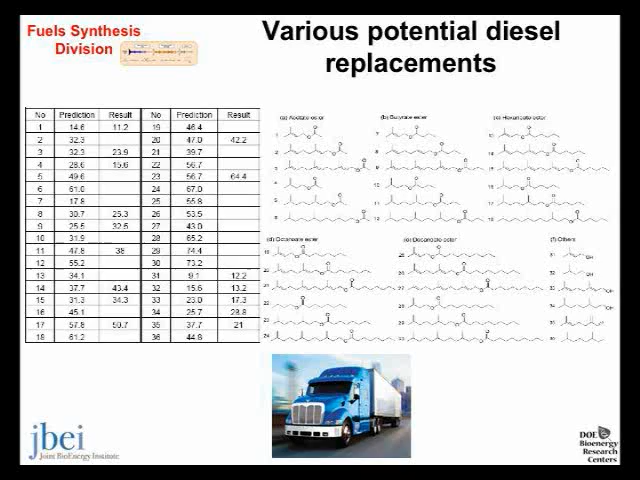 Fuels Synthesis
Division
Various potential diesel
replacements
No Prediction Result No Prediction Result
1 14.6 11.2 19 46.4
2 32.3 20 47.0 42.2
3 32.3 23.9 21 39.7
4 28.6 15.6 22 56.7
5 49.6 23 56.7 64.4
6 61.0 24 67.0
7 17.8 25 55.8
8 30.7 25.3 26 53.5
9 25.5 32.5 27 43.0
10 31.9 28 65.2
11 47.8 38 29 74.4
12 55.2 30 73.2
13 34.1 31 9.1 12.2
14 37.7 43.4 32 15.6 13.2
15 31.3 34.3 33 23.0 17.3
16 45.1 34 25.7 28.8
17 57.8 50.7 35 37.7 21
18 61.2 36 44.8
(a) Acetate ester (b) Butyrate ester (c) Hexanoate ester
(d) Octanoate ester (e) Decanoate ester (f) Others
jbei
Joint BioEnergy Institute
DOE
Bioenergy
Research
Centers